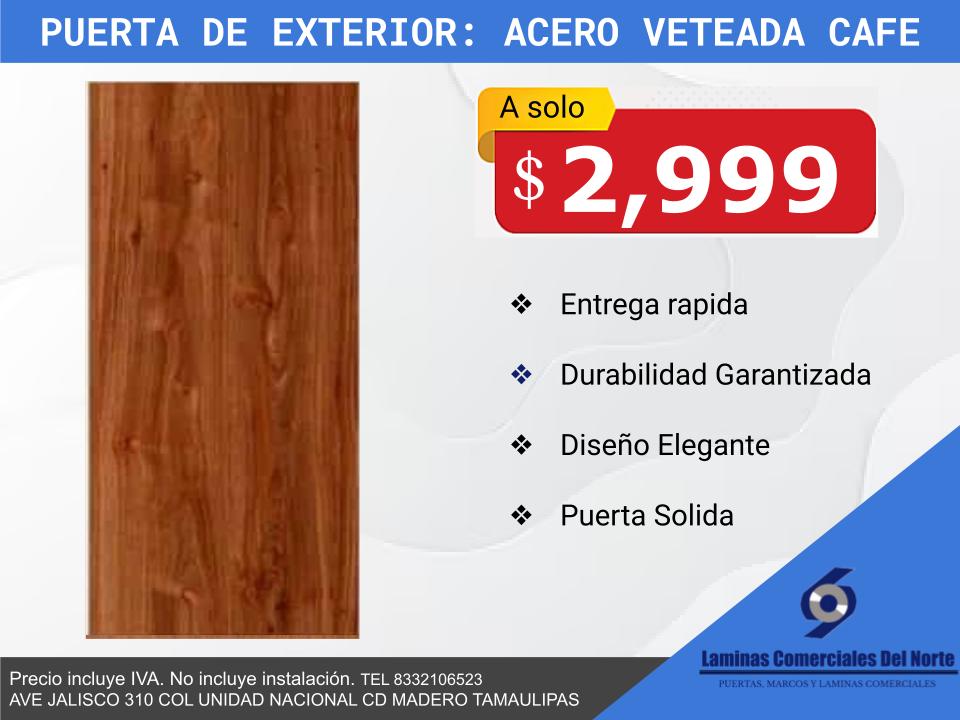 PUERTA DE EXTERIOR: ACERO VETEADA CAFE
A solo
$ 2,999
❖ Entrega rapida
❖ Durabilidad Garantizada
❖ Diseño Elegante
❖ Puerta Solida
Laminas Comerciales Del Norte
PUERTAS, MARCOS Y LAMINAS COMERCIALES
Precio incluye IVA. No incluye instalación. TEL 8332106523
AVE JALISCO 310 COL UNIDAD NACIONAL CD MADERO TAMAULIPAS